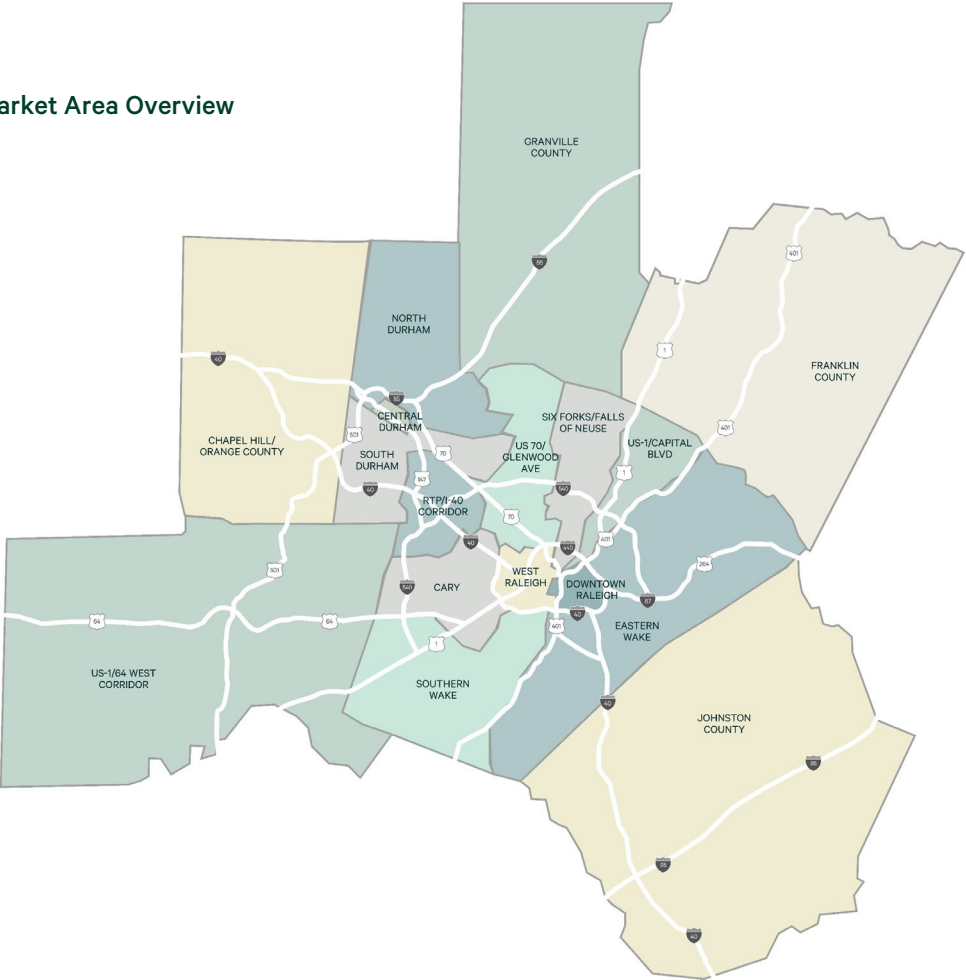 arket Area Overview
GRANVILLE
COUNTY
401
85
NORTH
DURHAM
1
40
FRANKLIN
COUNTY
85
SIX FORKS/FALLS
OF NEUSE
CENTRAL
DURHAM
401
501
CHAPEL HILL/
ORANGE COUNTY
US 70/
GLENWOOD
AVE
US-1/CAPITAL
BLVD
70
SOUTH
DURHAM
1
147
40
540
RTP/I-40
CORRIDOR
70
401
40
440
264
501
WEST
RALEIGH
540
CARY
DOWNTOWN
RALEIGH
87
40
64
64
401
EASTERN
WAKE
1
US-1/64 WEST
CORRIDOR
SOUTHERN
WAKE
40
JOHNSTON
COUNTY
95
95
40